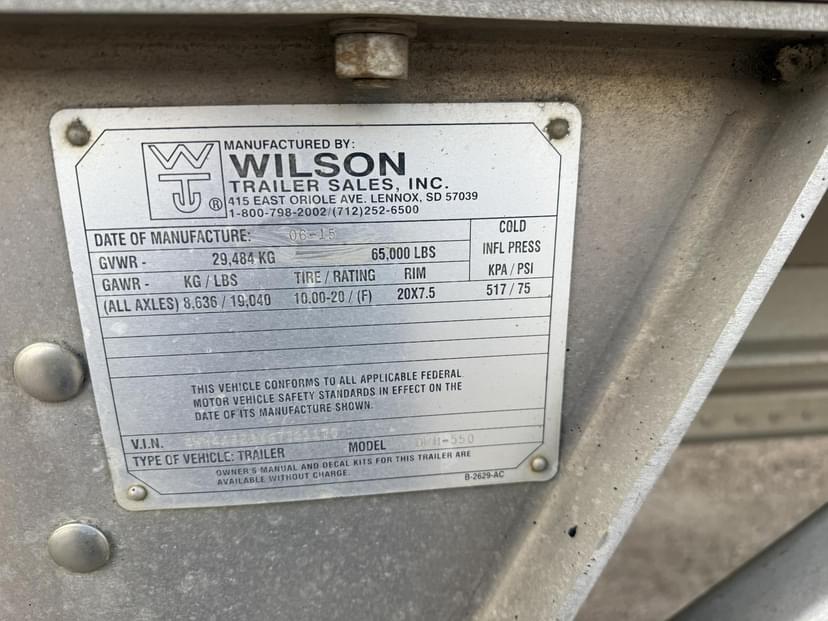 MANUFACTURED BY:
WILSON
TRAILER SALES, INC.
415 EAST ORIOLE AVE. LENNOX, SD 57039
1-800-798-2002/(712)252-6500
®
DATE OF MANUFACTURE: 06-15
GVWR - 29,484 KG 65,000 LBS
COLD
INFL PRESS
KPA / PSI
GAWR - KG / LBS TIRE / RATING RIM
(ALL AXLES) 8,636 / 19,040 10.00-20 / (F) 20X7.5 517 / 75
THIS VEHICLE CONFORMS TO ALL APPLICABLE FEDERAL
MOTOR VEHICLE SAFETY STANDARDS IN EFFECT ON THE
DATE OF ITS MANUFACTURE SHOWN.
V.I.N.
TYPE OF VEHICLE: TRAILER MODEL
OWNER'S MANUAL AND DECAL KITS FOR THIS TRAILER ARE
AVAILABLE WITHOUT CHARGE.
B-2629-AC